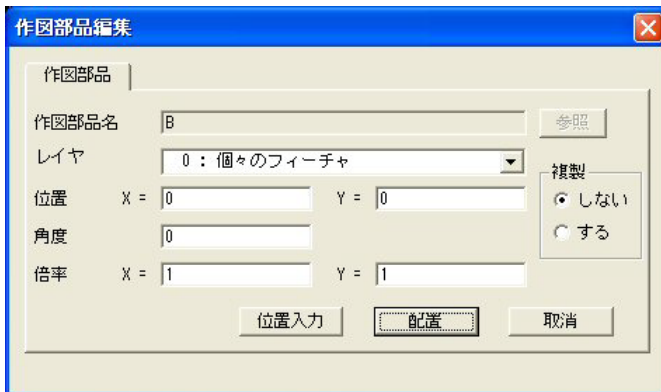 作図部品編集
作図部品
作図部品名 B 参照
レイヤ 0 : 個々のフィーチャ
複製
位置 X = 0 Y = 0 しない
角度 0 する
倍率 X = 1 Y = 1
位置入力 配置 取消